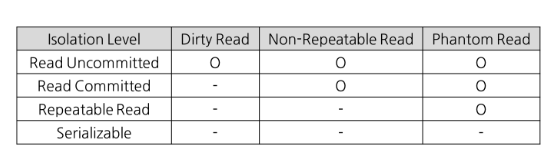 Isolation Level Dirty Read Non-Repeatable Read Phantom Read
Read Uncommitted O O O
Read Committed - O O
Repeatable Read - - O
Serializable - - -